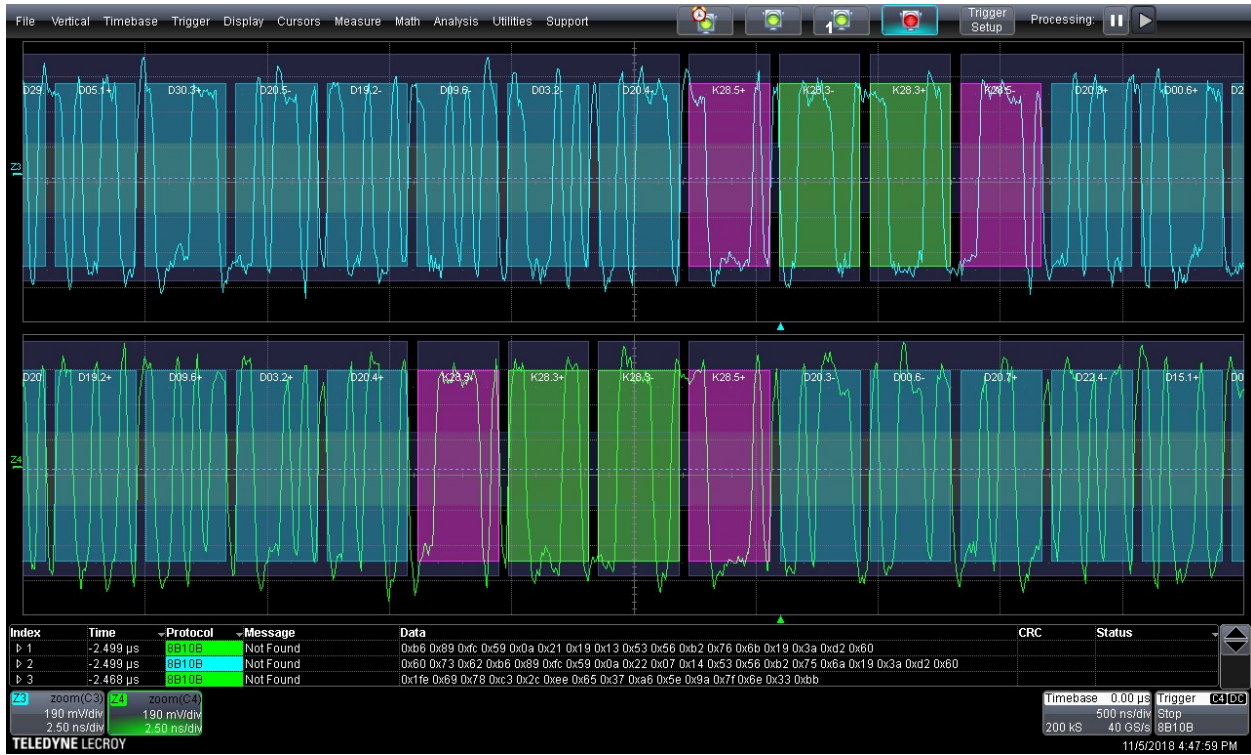 File Vertical Timebase Trigger Display Cursors Measure Math Analysis Utilities Support 1 Trigger Setup Processing:
D29. D05.1+ D30.3+ D20.5- D19.2- D09.6- D03.2- D20.4+ K28.5+ K28.3- K28.3+ K28.5- D20.3+ D00.6+ D2
Z3
D20 D19.2+ D09.6+ D03.2+ D20.4+ K28.5- K28.3+ K28.3- K28.5+ D20.3- D00.6- D20.7+ D22.4- D15.1+ D0
Z4
Index Time Protocol Message Data CRC Status
1 -2.499 µs 8B10B Not Found 0xb6 0x89 0xfc 0x59 0x0a 0x21 0x19 0x13 0x53 0x56 0xb2 0x76 0x6b 0x19 0x3a 0xd2 0x60
2 -2.499 µs 8B10B Not Found 0x60 0x73 0x62 0xb6 0x89 0xfc 0x59 0x0a 0x22 0x07 0x14 0x53 0x56 0xb2 0x75 0x6a 0x19 0x3a 0xd2 0x60
3 -2.468 µs 8B10B Not Found 0x1fe 0x69 0x78 0xc3 0x2c 0xee 0x65 0x37 0xa6 0x5e 0x9a 0x7f 0x6e 0x33 0xbb
Z3 zoom(C3) Z4 zoom(C4) Timebase 0.00 µs Trigger C4 DC
190 mV/div 190 mV/div 500 ns/div Stop
2.50 ns/div 2.50 ns/div 200 kS 40 GS/s 8B10B
TELEDYNE LECROY 11/5/2018 4:47:59 PM